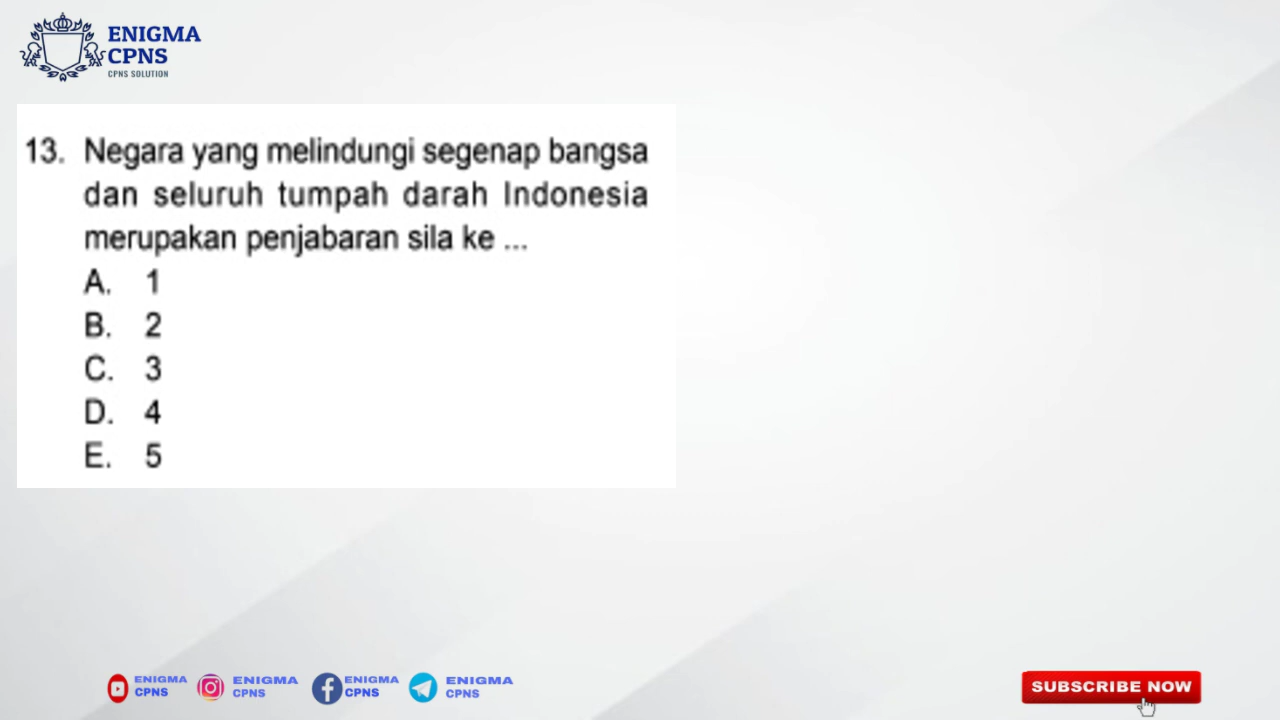 ENIGMA
CPNS
CPNS SOLUTION
13. Negara yang melindungi segenap bangsa
dan seluruh tumpah darah Indonesia
merupakan penjabaran sila ke ...
A. 1
B. 2
C. 3
D. 4
E. 5
ENIGMA
CPNS
ENIGMA
CPNS
ENIGMA
CPNS
ENIGMA
CPNS
SUBSCRIBE NOW